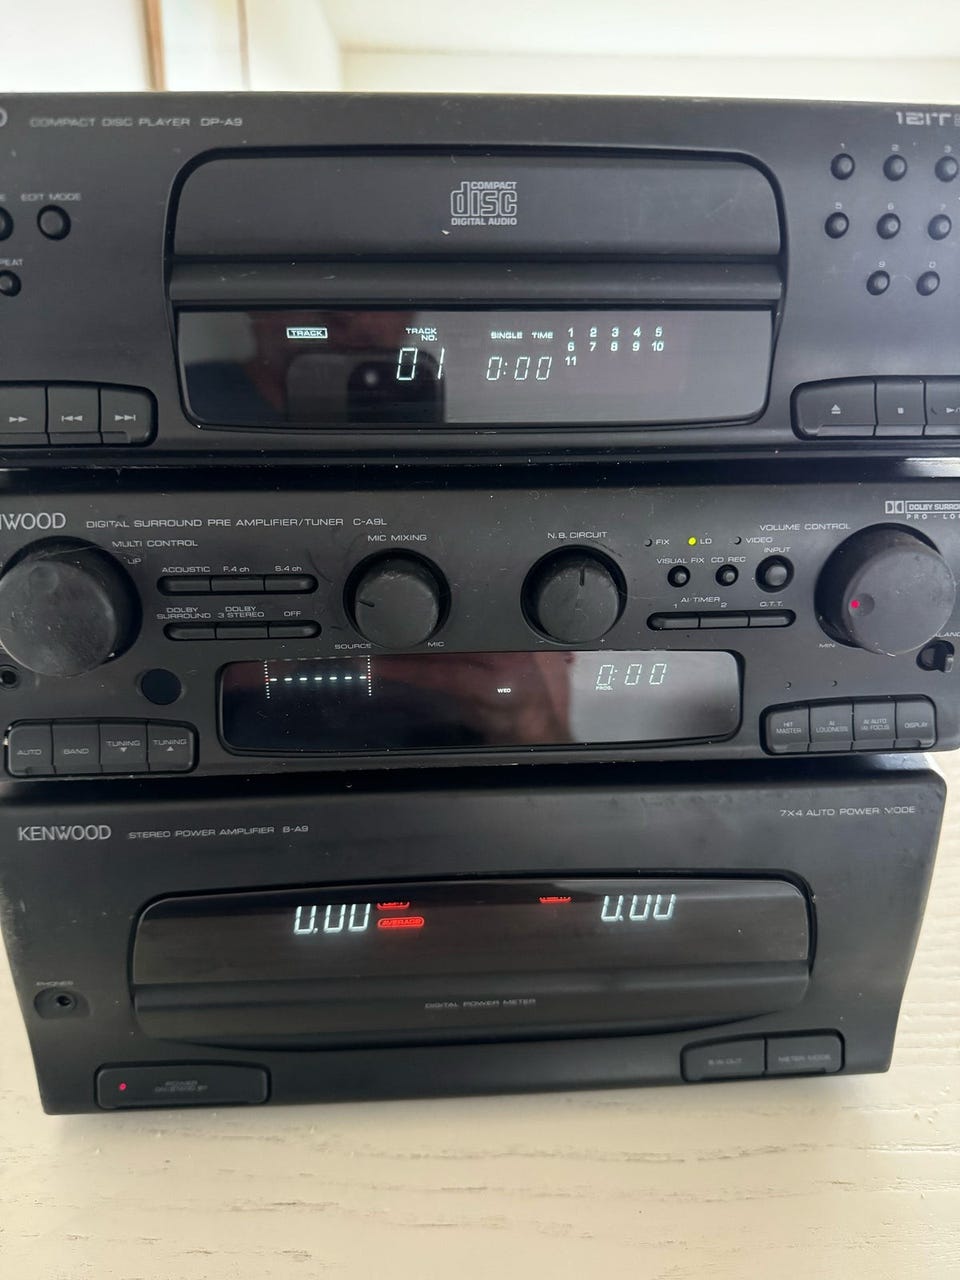 COMPACT DISC PLAYER DP-A9
EDIT MODE
1 2 3
5 6 7
9 0
COMPACT
disc
DIGITAL AUDIO
TRACK
TRACK NO.
01
SINGLE TIME
0:00
1 2 3 4 5
6 7 8 9 10
11
DIGITAL SURROUND PRE AMPLIFIER/TUNER C-A9L
DOLBY
PRO-
MULTI CONTROL
UP
ACOUSTIC F.4 ch S.4 ch
DOLBY SURROUND
DOLBY 3 STEREO
OFF
MIC MIXING
SOURCE MIC
N.B. CIRCUIT
- +
FIX LD VIDEO
VISUAL FIX CD REC INPUT
AI TIMER
1 2 O.T.T.
VOLUME CONTROL
MIN
WED
0:00
PROG.
AUTO BAND TUNING ▼ TUNING ▲
HIT MASTER
AI LOUDNESS
AI AUTO /AI FOCUS
DISPLAY
KENWOOD STEREO POWER AMPLIFIER B-A9
7X4 AUTO POWER MODE
0.00
AVERAGE
0.00
PHONES
DIGITAL POWER METER
POWER
METER MODE